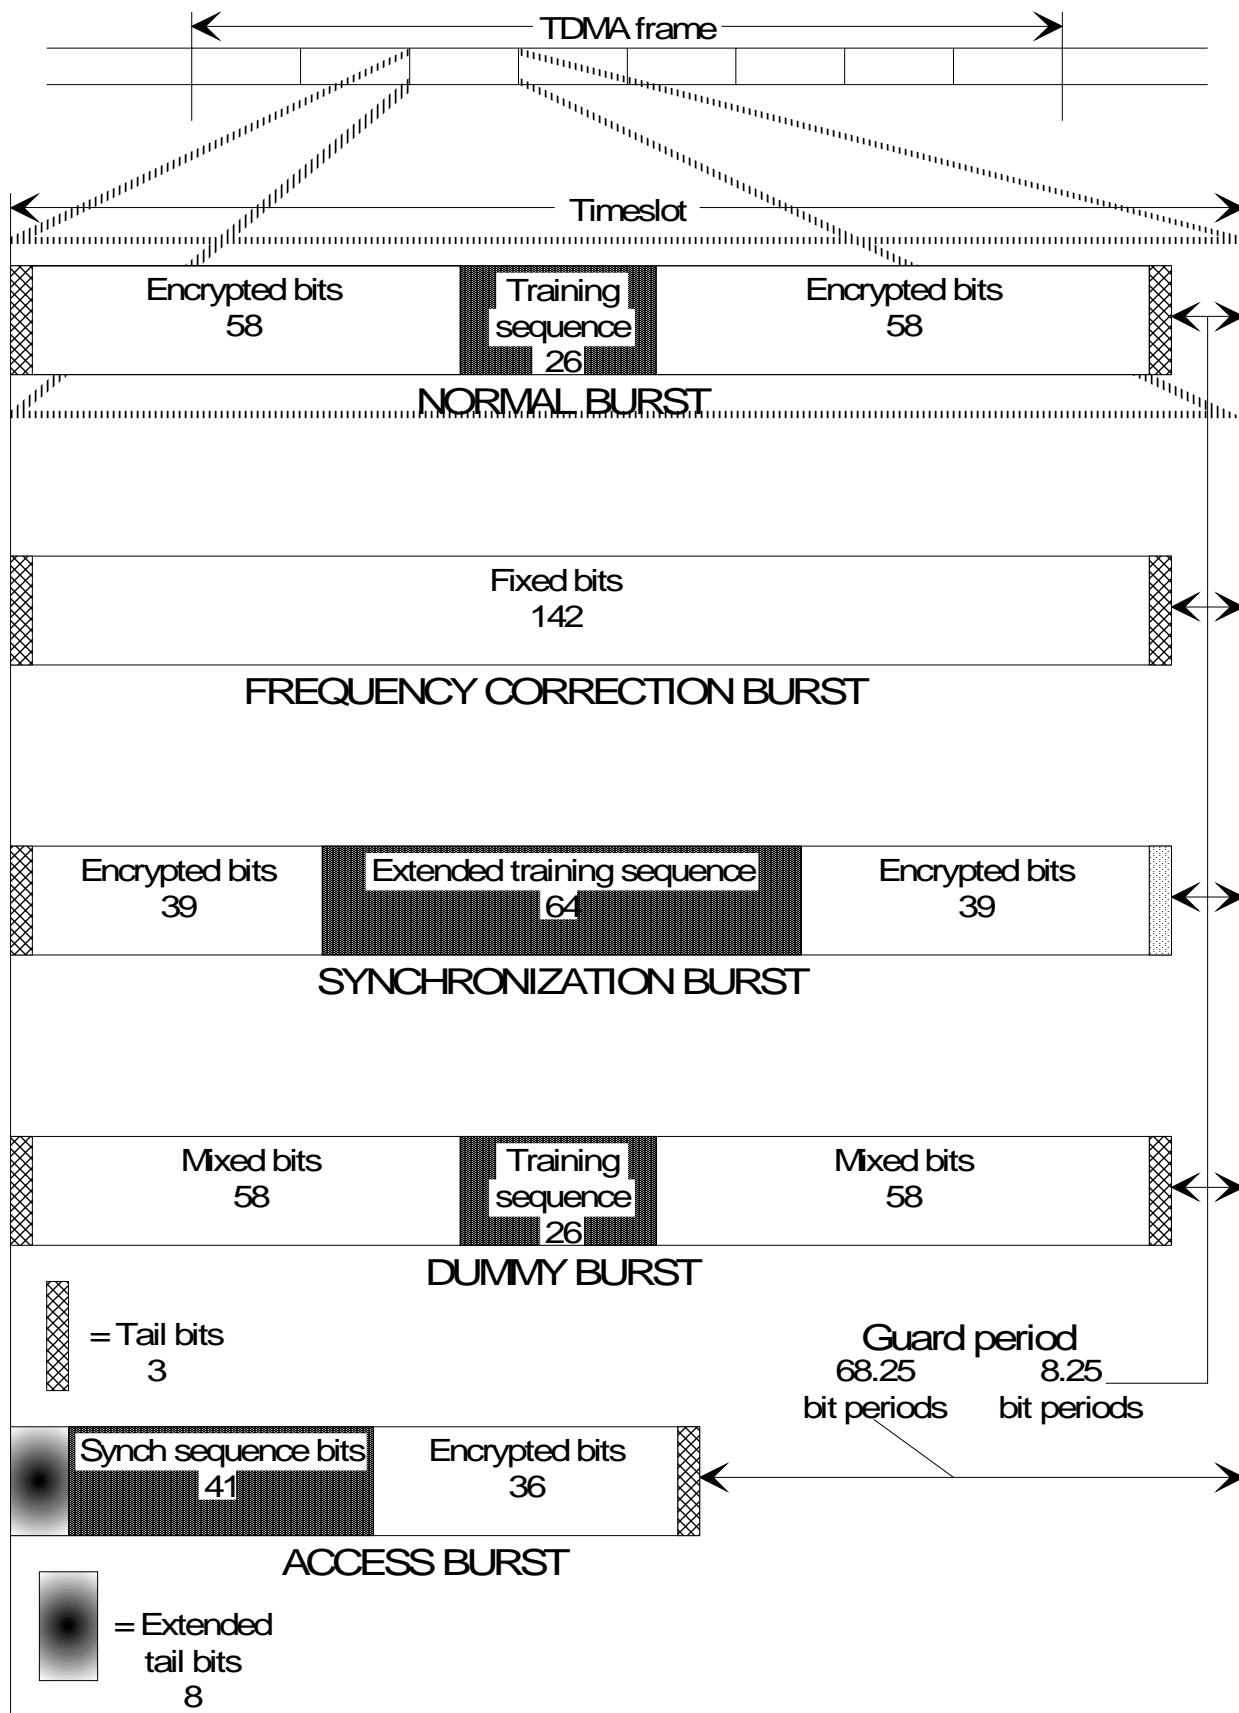 TDMA frame
Timeslot
Encrypted bits
58
Training
sequence
26
Encrypted bits
58
NORMAL BURST
Fixed bits
142
FREQUENCY CORRECTION BURST
Encrypted bits
39
Extended training sequence
64
Encrypted bits
39
SYNCHRONIZATION BURST
Mixed bits
58
Training
sequence
26
Mixed bits
58
DUMMY BURST
= Tail bits
3
Guard period
68.25
bit periods
8.25
bit periods
Synch sequence bits
41
Encrypted bits
36
ACCESS BURST
= Extended
tail bits
8